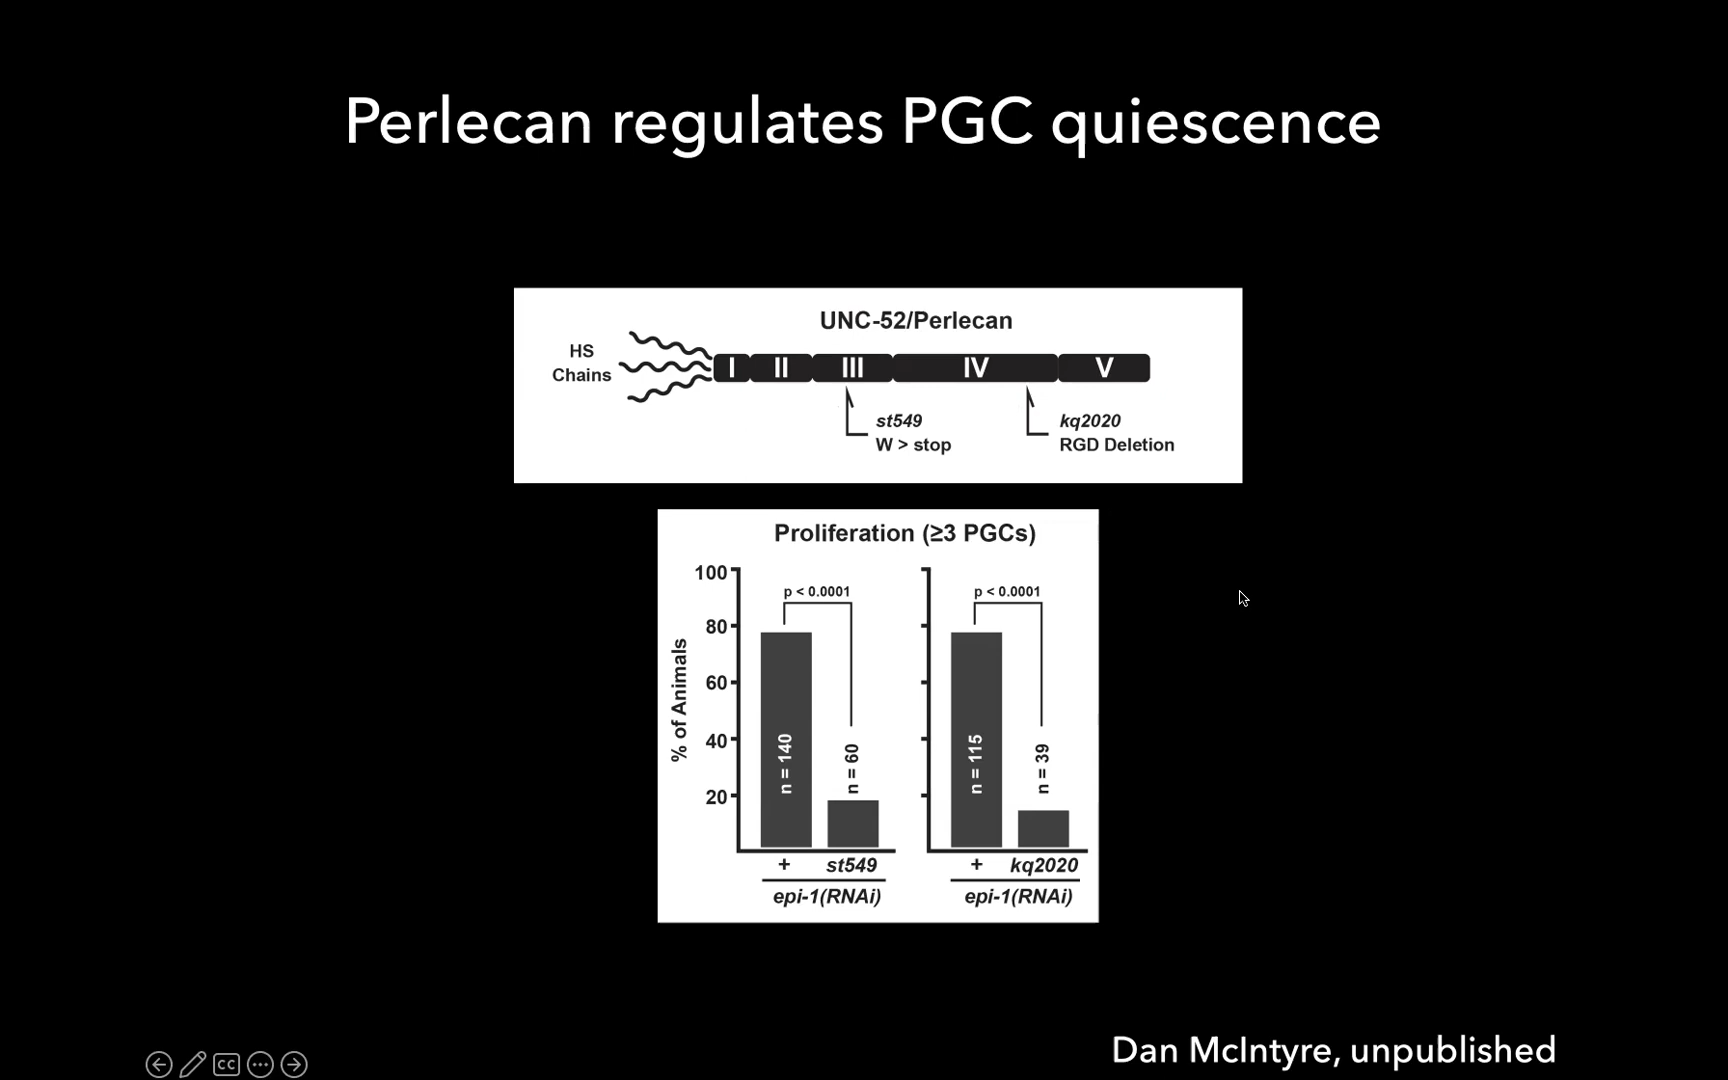 Perlecan regulates PGC quiescence
UNC-52/Perlecan
HS
Chains
I II III IV V
st549
W > stop
kq2020
RGD Deletion
Proliferation (≥3 PGCs)
% of Animals
100
80
60
40
20
p < 0.0001
n = 140
n = 60
+ st549
epi-1(RNAi)
p < 0.0001
n = 115
n = 39
+ kq2020
epi-1(RNAi)
Dan McIntyre, unpublished
CC